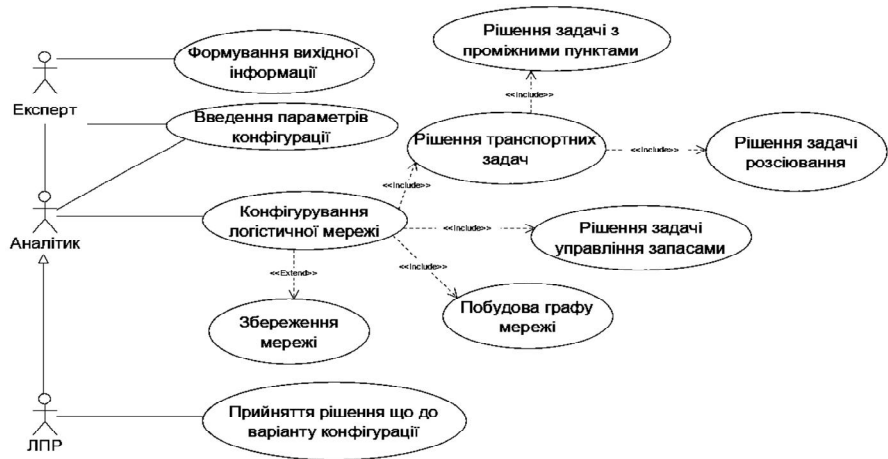 Рішення задачі з
проміжними пунктами
Формування вихідної
інформації
Експерт
<<Include>>
Введення параметрів
конфігурації
Рішення транспортних
задач
<<Include>>
Рішення задачі
розсіювання
<<Include>>
Аналітик
Конфігурування
логістичної мережі
<<Include>>
Рішення задачі
управління запасами
<<Extend>>
<<Include>>
Збереження
мережі
Побудова графу
мережі
ЛПР
Прийняття рішення що до
варіанту конфігурації